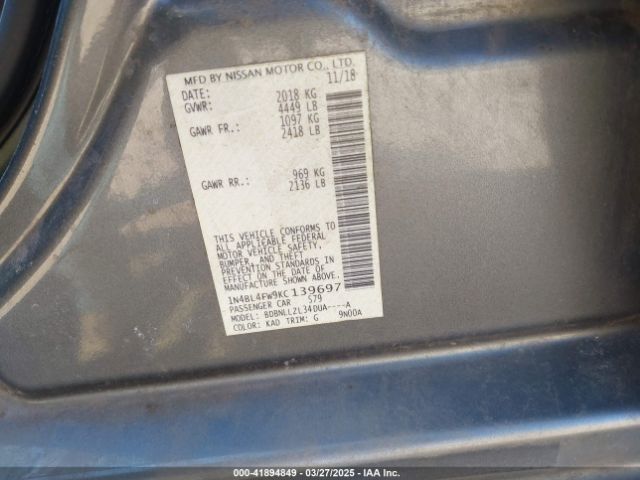 MFD BY NISSAN MOTOR CO., LTD.
DATE: 11/18
GVWR: 2018 KG
4449 LB
GAWR FR.: 1097 KG
2418 LB
GAWR RR.: 969 KG
2136 LB
THIS VEHICLE CONFORMS TO
ALL APPLICABLE FEDERAL
MOTOR VEHICLE SAFETY,
BUMPER, AND THEFT
PREVENTION STANDARDS IN
EFFECT ON THE DATE OF
MANUFACTURE SHOWN ABOVE.
1N4BL4FW9KC139697
PASSENGER CAR S79
MODEL: BDBNLLZL34DUA----A
COLOR: KAD TRIM: G 9N00A
000-41894849 / 03/27/2025 - IAA Inc.